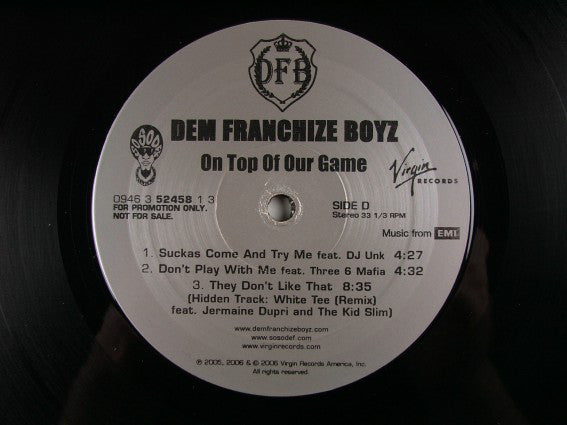 DFB
DEM FRANCHIZE BOYZ
On Top Of Our Game
SO SO DEF
Virgin
RECORDS
0946 3 52458 1 3
FOR PROMOTION ONLY.
NOT FOR SALE.
SIDE D
Stereo 33 1/3 RPM
Music from EMI
1. Suckas Come And Try Me feat. DJ Unk 4:27
2. Don't Play With Me feat. Three 6 Mafia 4:32
3. They Don't Like That 8:35
(Hidden Track: White Tee (Remix)
feat. Jermaine Dupri and The Kid Slim)
www.demfranchizeboyz.com
www.sosodef.com
www.virginrecords.com
℗ 2005, 2006 & © 2006 Virgin Records America, Inc.
All rights reserved.